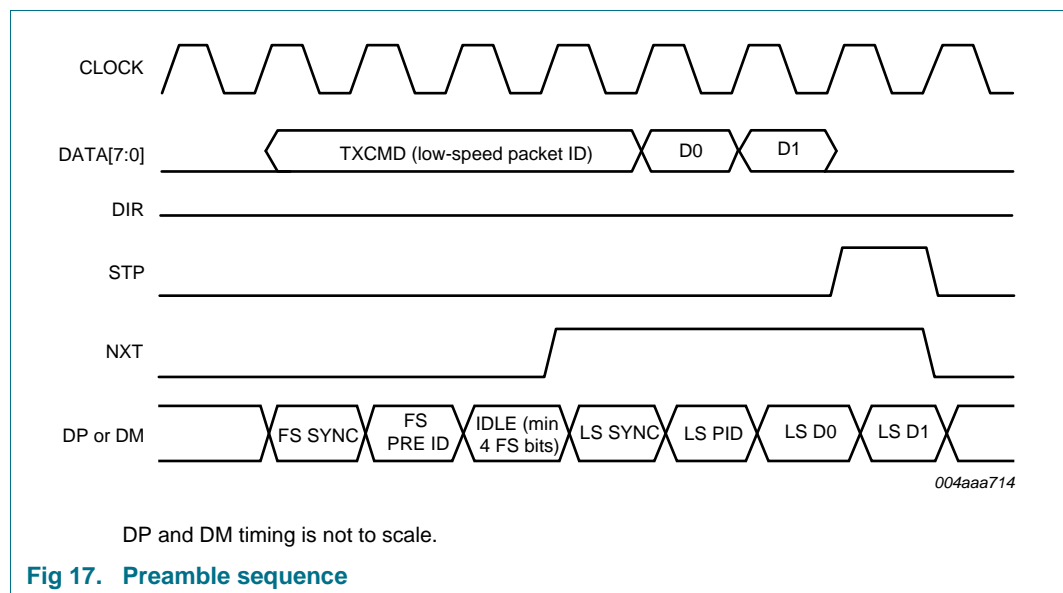 CLOCK
DATA[7:0]
TXCMD (low-speed packet ID)
D0
D1
DIR
STP
NXT
DP or DM
FS SYNC
FS
PRE ID
IDLE (min
4 FS bits)
LS SYNC
LS PID
LS D0
LS D1
004aaa714
DP and DM timing is not to scale.
Fig 17. Preamble sequence